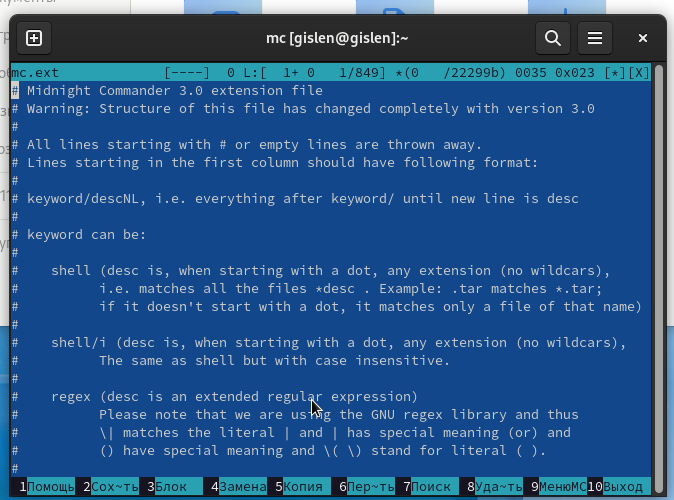 mc [gislen@gislen]:~
mc.ext [----] 0 L:[ 1+ 0 1/849] *(0 /22299b) 0035 0x023 [*][X]
# Midnight Commander 3.0 extension file
# Warning: Structure of this file has changed completely with version 3.0
#
# All lines starting with # or empty lines are thrown away.
# Lines starting in the first column should have following format:
#
# keyword/descNL, i.e. everything after keyword/ until new line is desc
#
# keyword can be:
#
#    shell (desc is, when starting with a dot, any extension (no wildcars),
#          i.e. matches all the files *desc . Example: .tar matches *.tar;
#          if it doesn't start with a dot, it matches only a file of that name)
#
#    shell/i (desc is, when starting with a dot, any extension (no wildcars),
#          The same as shell but with case insensitive.
#
#    regex (desc is an extended regular expression)
#          Please note that we are using the GNU regex library and thus
#          \| matches the literal | and | has special meaning (or) and
#          () have special meaning and \( \) stand for literal ( ).
#
1Помощь 2Сох~ть 3Блок 4Замена 5Копия 6Пер~ть 7Поиск 8Уда~ть 9МенюMC 10Выход